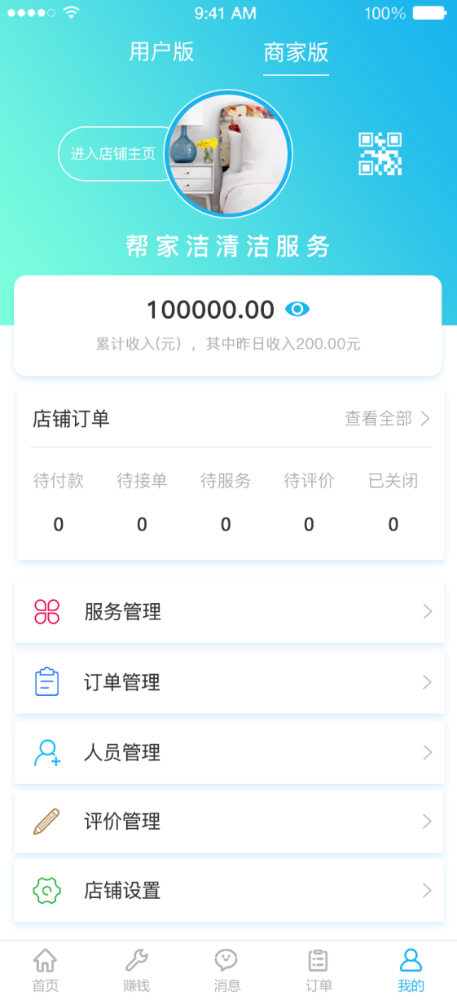 9:41 AM 100%
用户版 商家版
进入店铺主页
帮家洁清洁服务
100000.00
累计收入(元)，其中昨日收入200.00元
店铺订单 查看全部
待付款 待接单 待服务 待评价 已关闭
0 0 0 0 0
服务管理
订单管理
人员管理
评价管理
店铺设置
首页 赚钱 消息 订单 我的